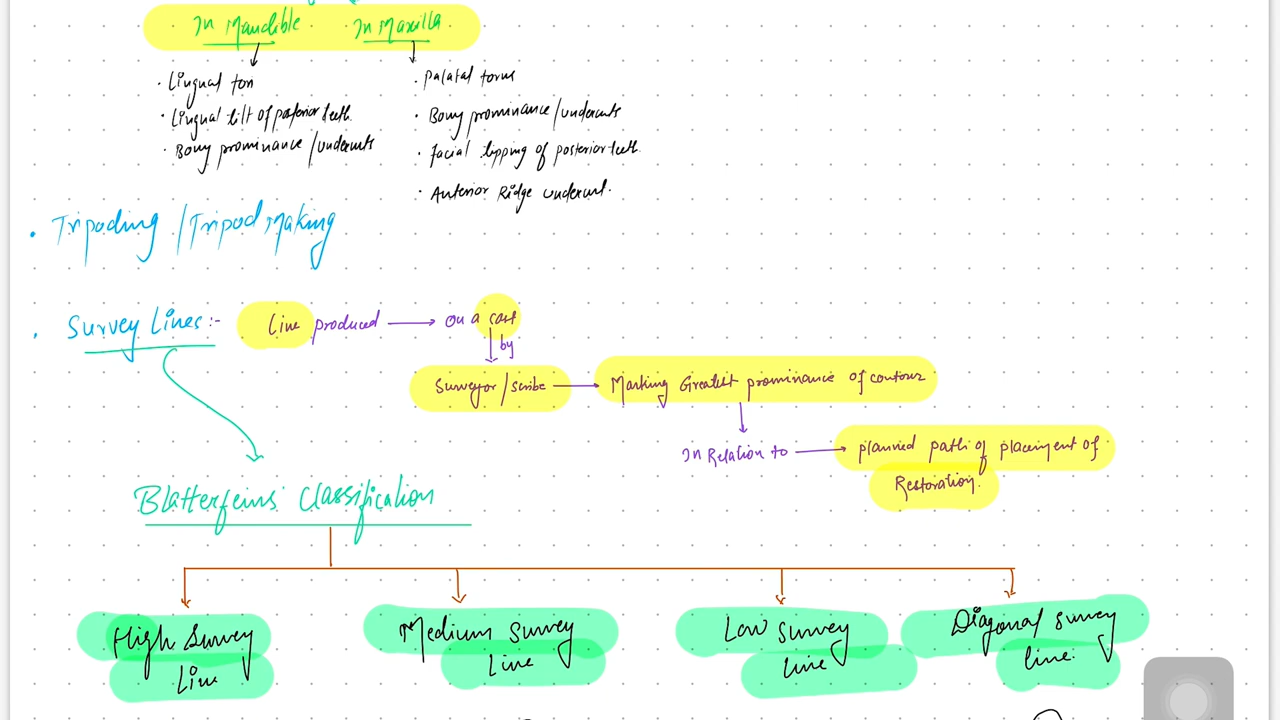 In Mandible In Maxilla
• Lingual tori
• Lingual tilt of posterior teeth.
• Bony prominance/undercuts
• Palatal torus
• Bony prominance/undercuts
• Facial tipping of posterior teeth.
• Anterior Ridge undercut.
• Tripoding /Tripod Making
• Survey Lines:- Line produced → on a cast
by
Surveyor/scribe → Marking Greatest prominance of contour
In Relation to → planned path of placement of
Restoration.
Blatterfeins Classification
High Survey
Line
Medium Survey
Line
Low Survey
Line
Diagonal Survey
Line.